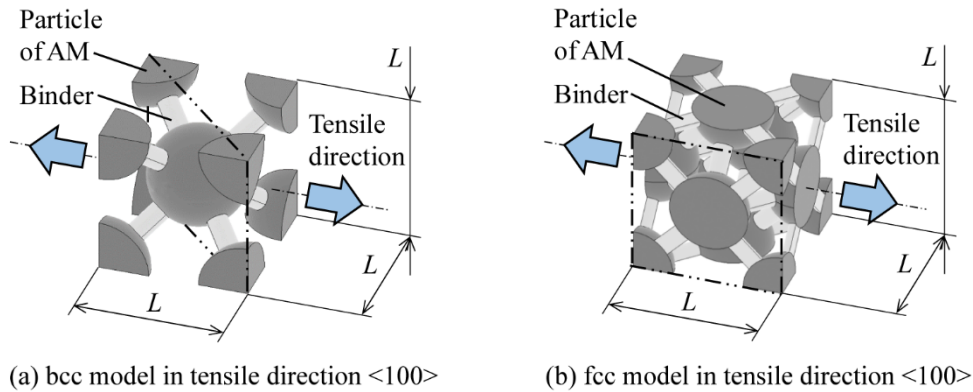 Particle
of AM
Binder
L
Tensile
direction
L
L
(a) bcc model in tensile direction <100>
Particle
of AM
Binder
L
Tensile
direction
L
L
(b) fcc model in tensile direction <100>